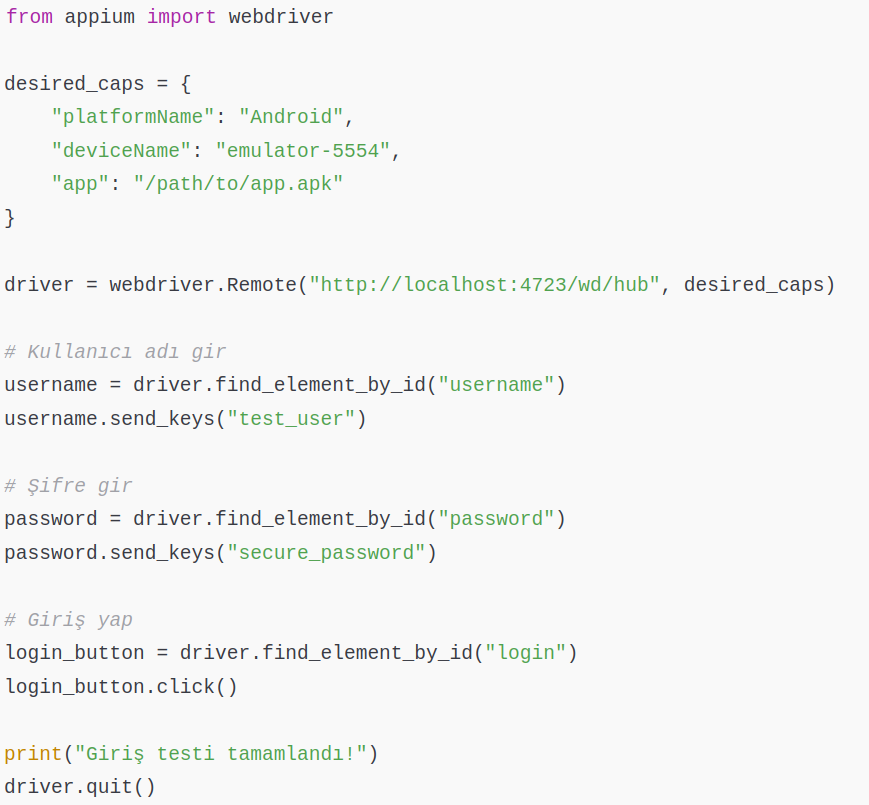 from appium import webdriver

desired_caps = {
    "platformName": "Android",
    "deviceName": "emulator-5554",
    "app": "/path/to/app.apk"
}

driver = webdriver.Remote("http://localhost:4723/wd/hub", desired_caps)

# Kullanıcı adı gir
username = driver.find_element_by_id("username")
username.send_keys("test_user")

# Şifre gir
password = driver.find_element_by_id("password")
password.send_keys("secure_password")

# Giriş yap
login_button = driver.find_element_by_id("login")
login_button.click()

print("Giriş testi tamamlandı!")
driver.quit()